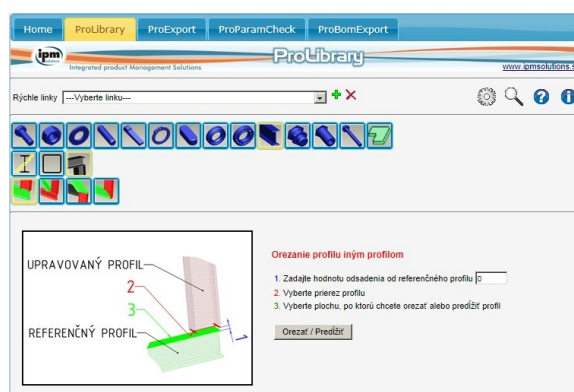 Home ProLibrary ProExport ProParamCheck ProBomExport
ipm ProLibrary
Integrated product Management Solutions www.ipmsolutions.s
Rýchle linky ---Vyberte linku---
UPRAVOVANÝ PROFIL
2
3
REFERENČNÝ PROFIL
1
Orezanie profilu iným profilom
1. Zadajte hodnotu odsadenia od referenčného profilu 0
2. Vyberte prierez profilu
3. Vyberte plochu, po ktorú chcete orezať alebo predĺžiť profil
Orezať / Predĺžiť